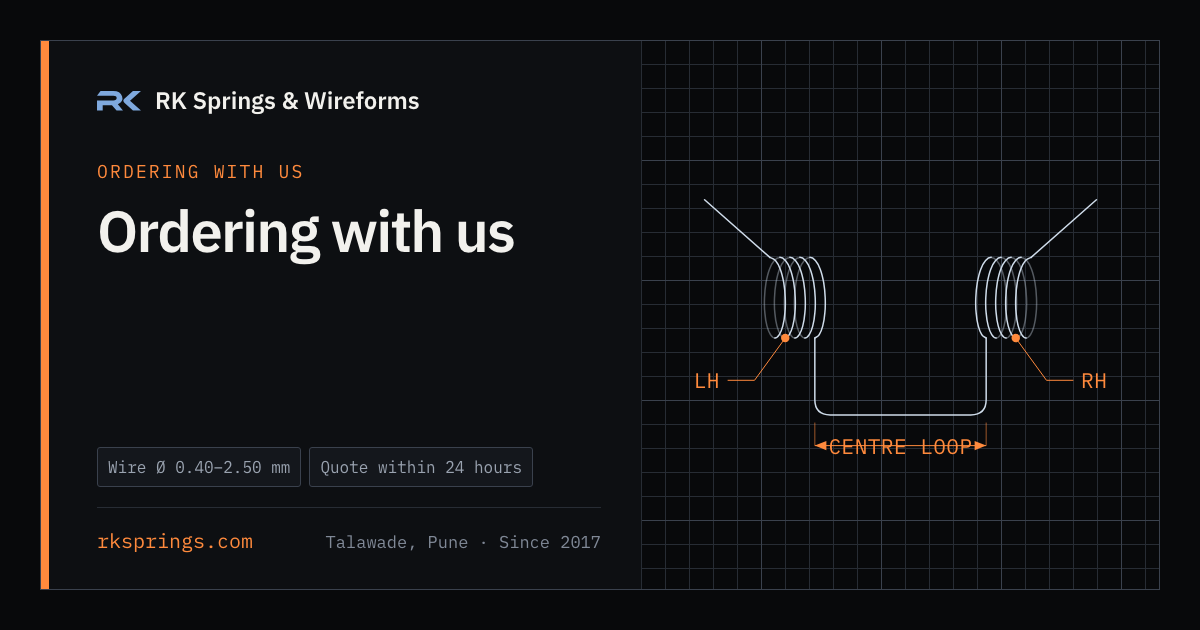 RK RK Springs & Wireforms
ORDERING WITH US
Ordering with us
Wire Ø 0.40–2.50 mm
Quote within 24 hours
rksprings.com
Talawade, Pune · Since 2017
LH
RH
CENTRE LOOP